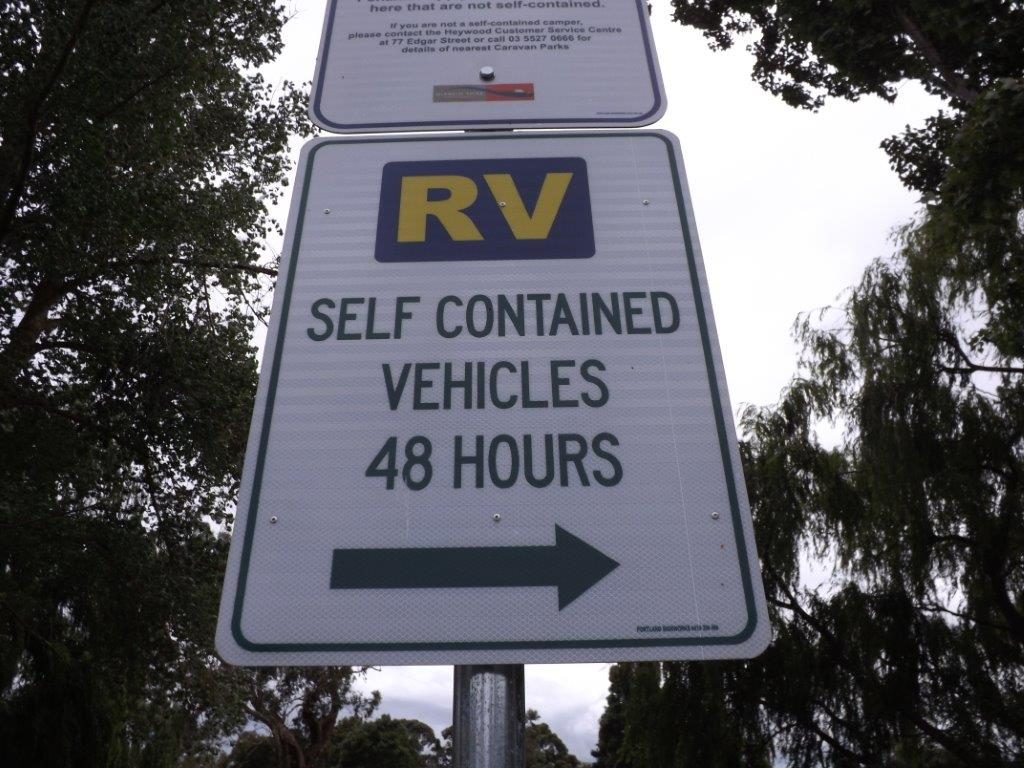 here that are not self-contained.
If you are not a self-contained camper,
please contact the Heywood Customer Service Centre
at 77 Edgar Street or call 03 5527 0666 for
details of nearest Caravan Parks
RV
SELF CONTAINED
VEHICLES
48 HOURS
PORTLAND SIGNWORKS